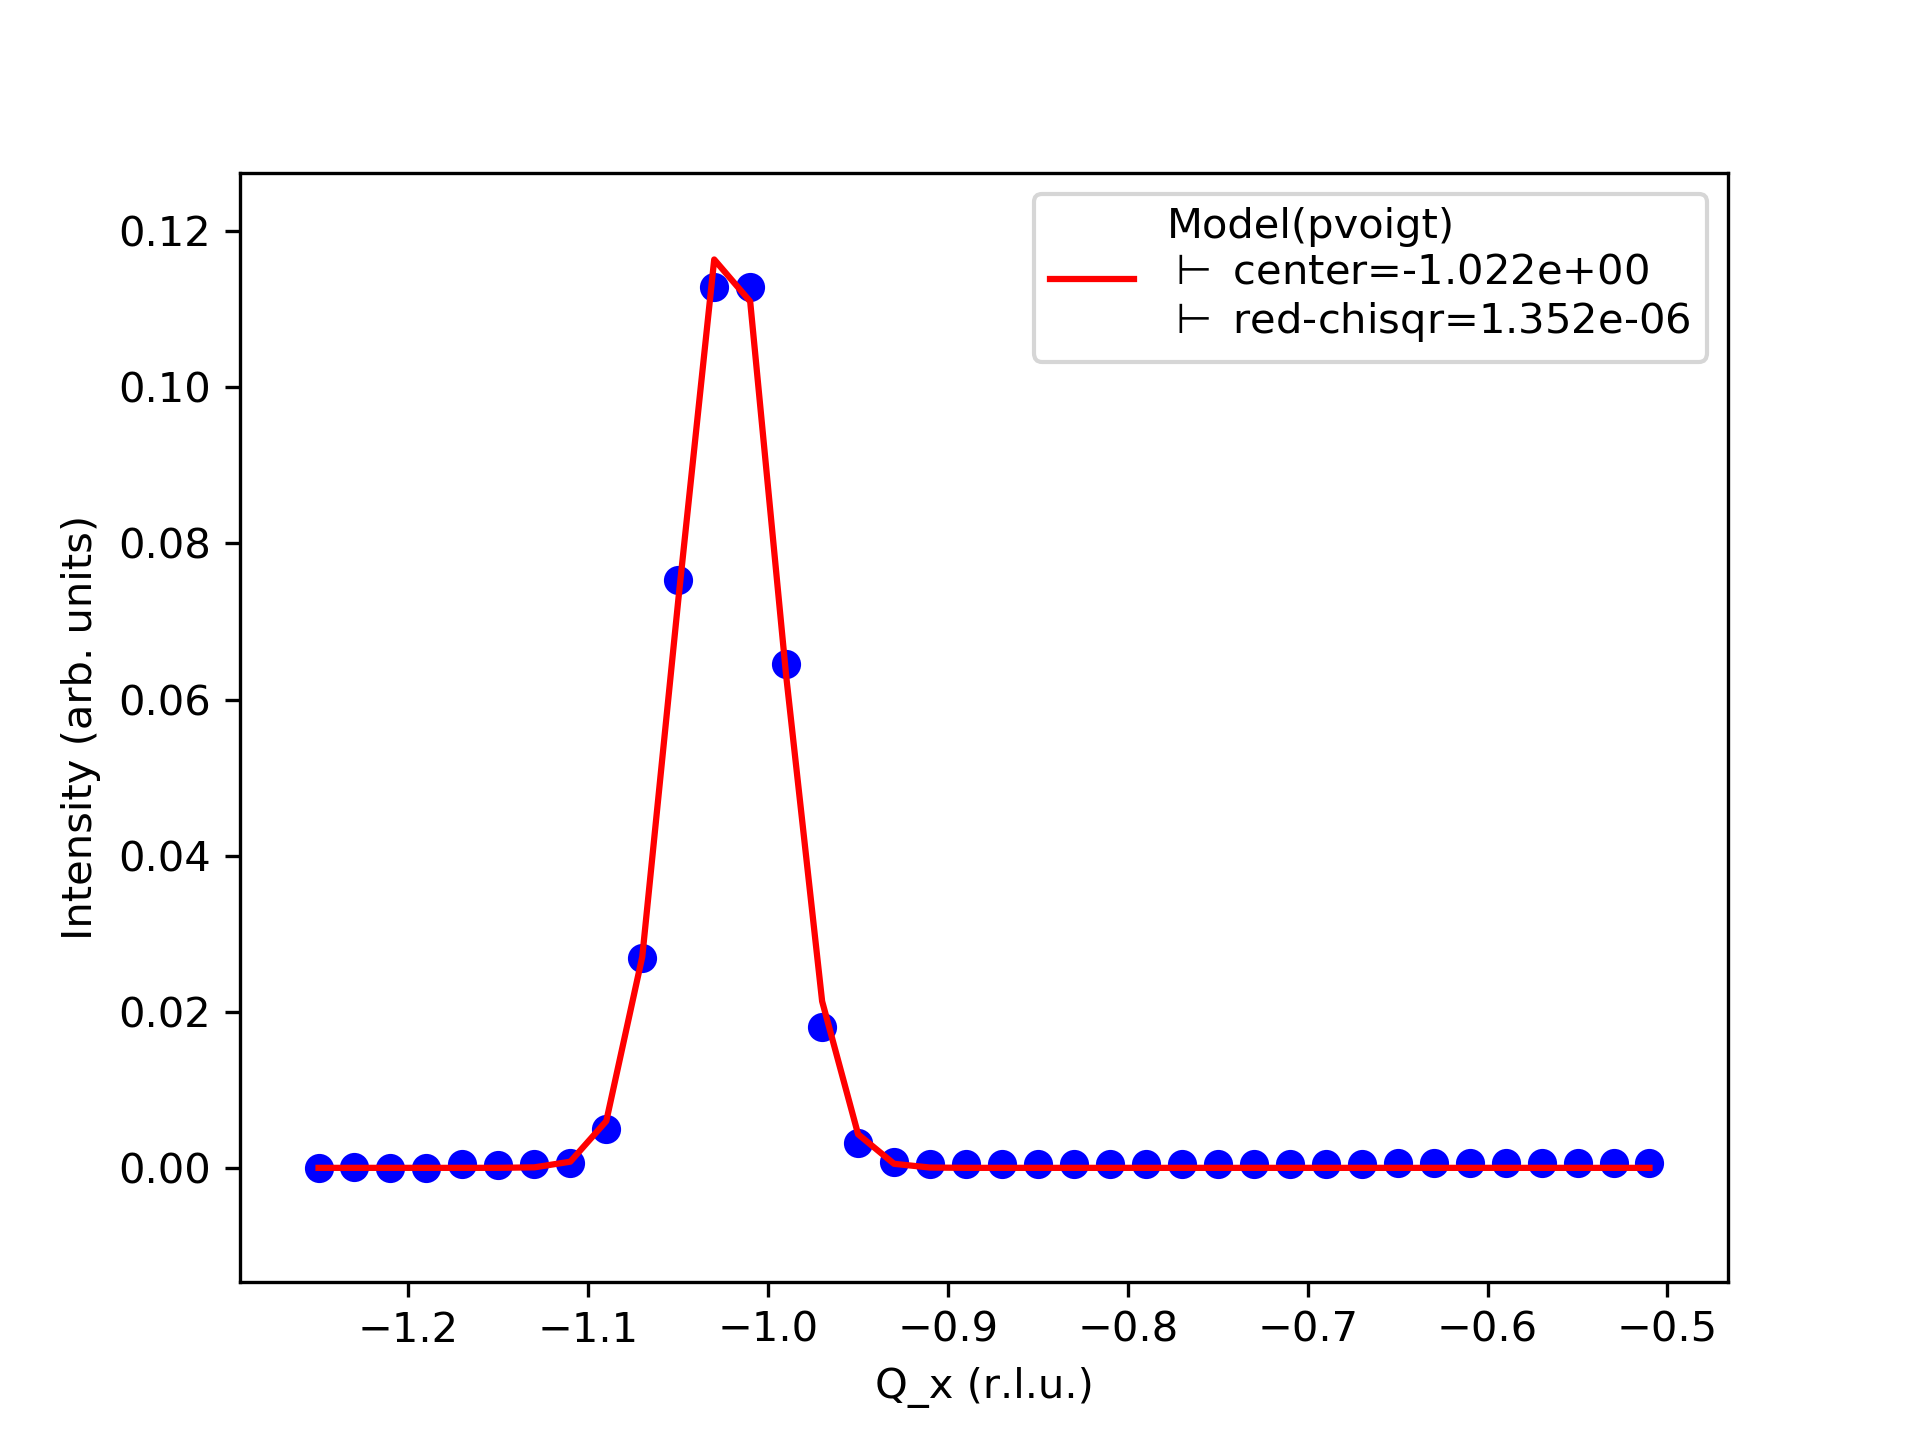 Model(pvoigt)
⊢ center=-1.022e+00
⊢ red-chisqr=1.352e-06
0.12
0.10
0.08
0.06
0.04
0.02
0.00
Intensity (arb. units)
−1.2 −1.1 −1.0 −0.9 −0.8 −0.7 −0.6 −0.5
Q_x (r.l.u.)